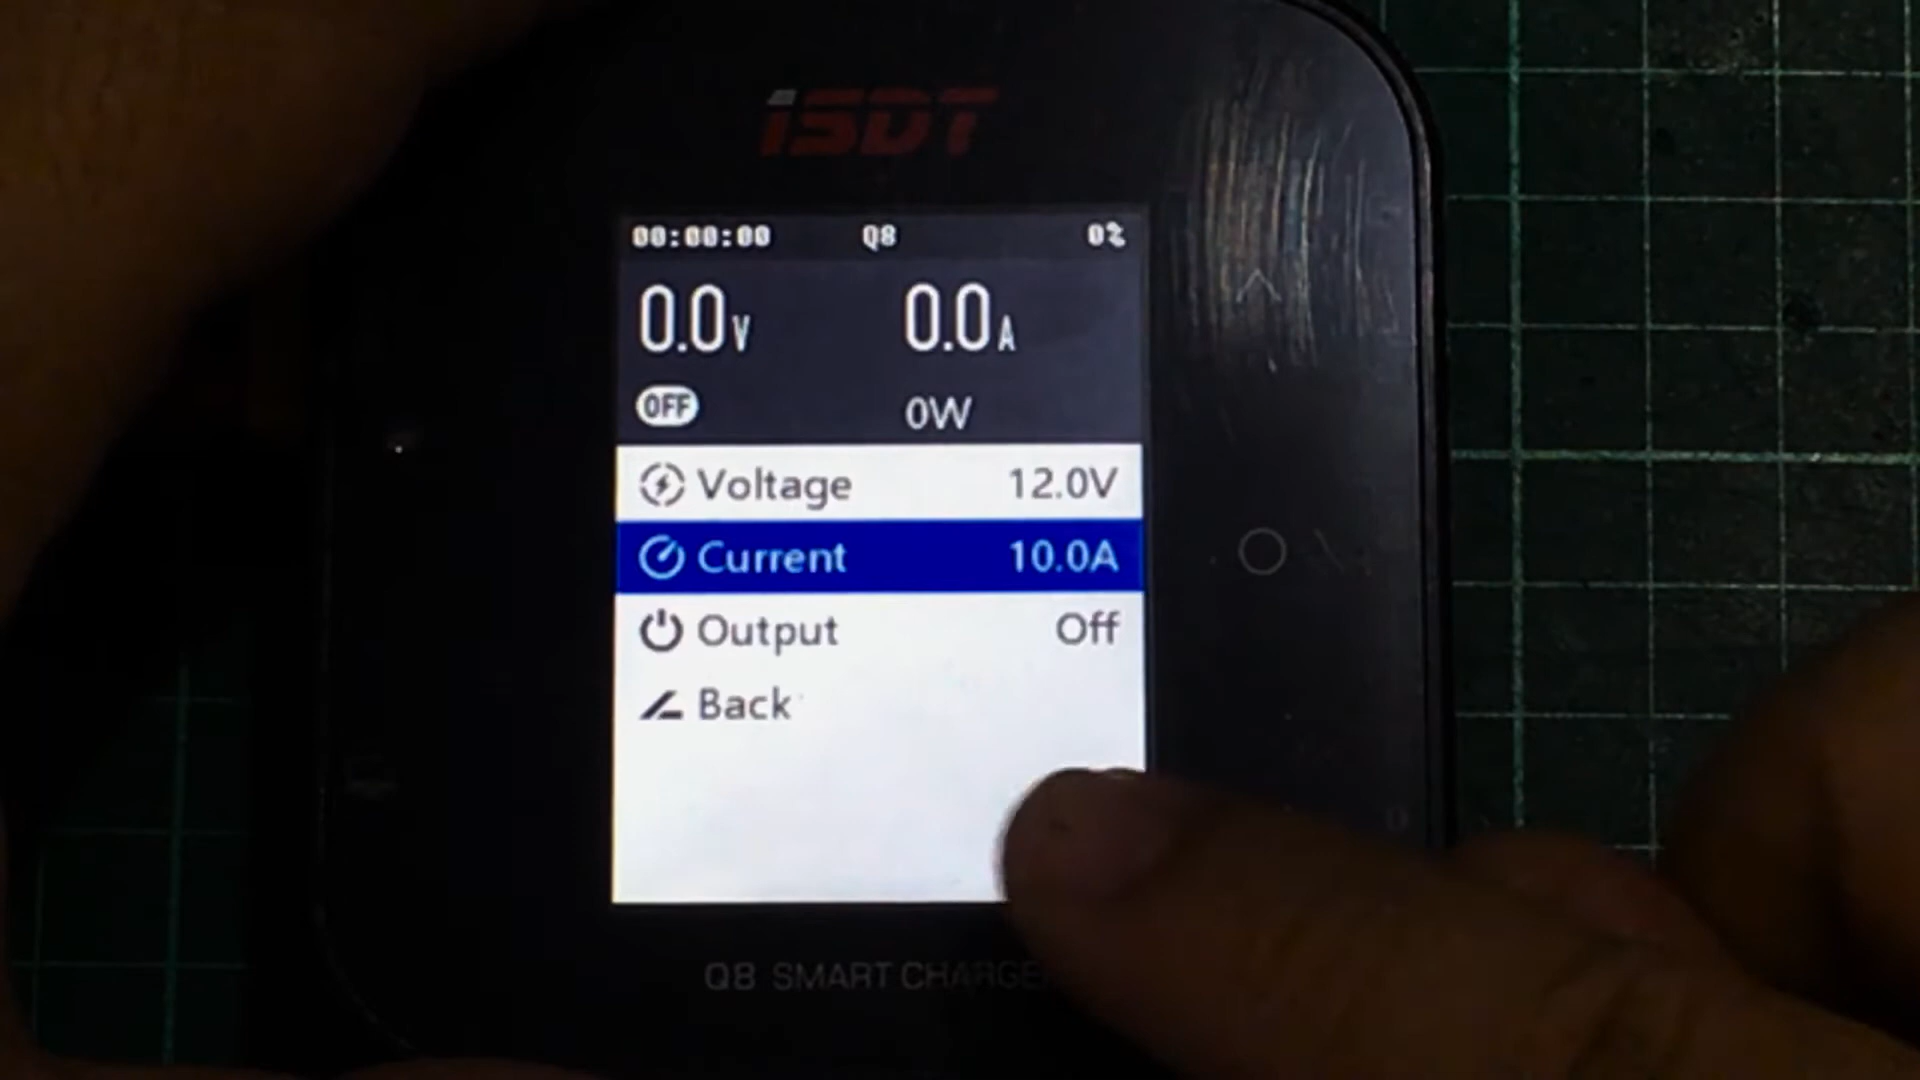 iSDT
00:00:00 Q8 0%
0.0V 0.0A
OFF 0W
Voltage 12.0V
Current 10.0A
Output Off
Back
Q8 SMART CHARGE